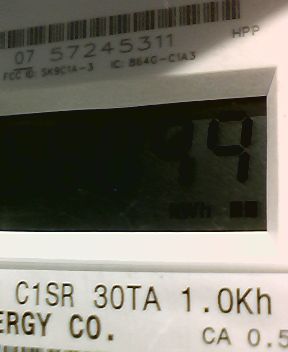 07 57245311
HPP
FCC ID: SK9C1A-3 IC: 864G-C1A3
99
kWh
C1SR 30TA 1.0Kh
ERGY CO.
CA 0.5